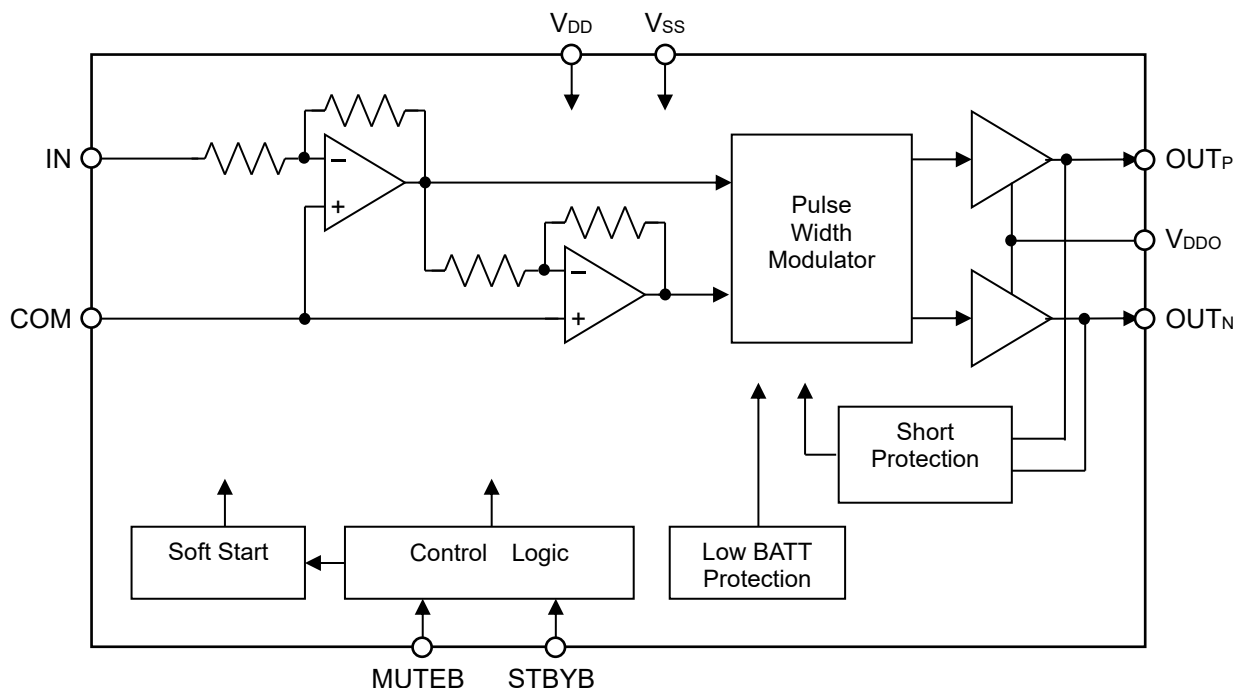 VDD
VSS
IN
−
+
OUTP
Pulse
Width
Modulator
VDDO
−
+
COM
OUTN
Short
Protection
Soft Start
Control Logic
Low BATT
Protection
MUTEB
STBYB